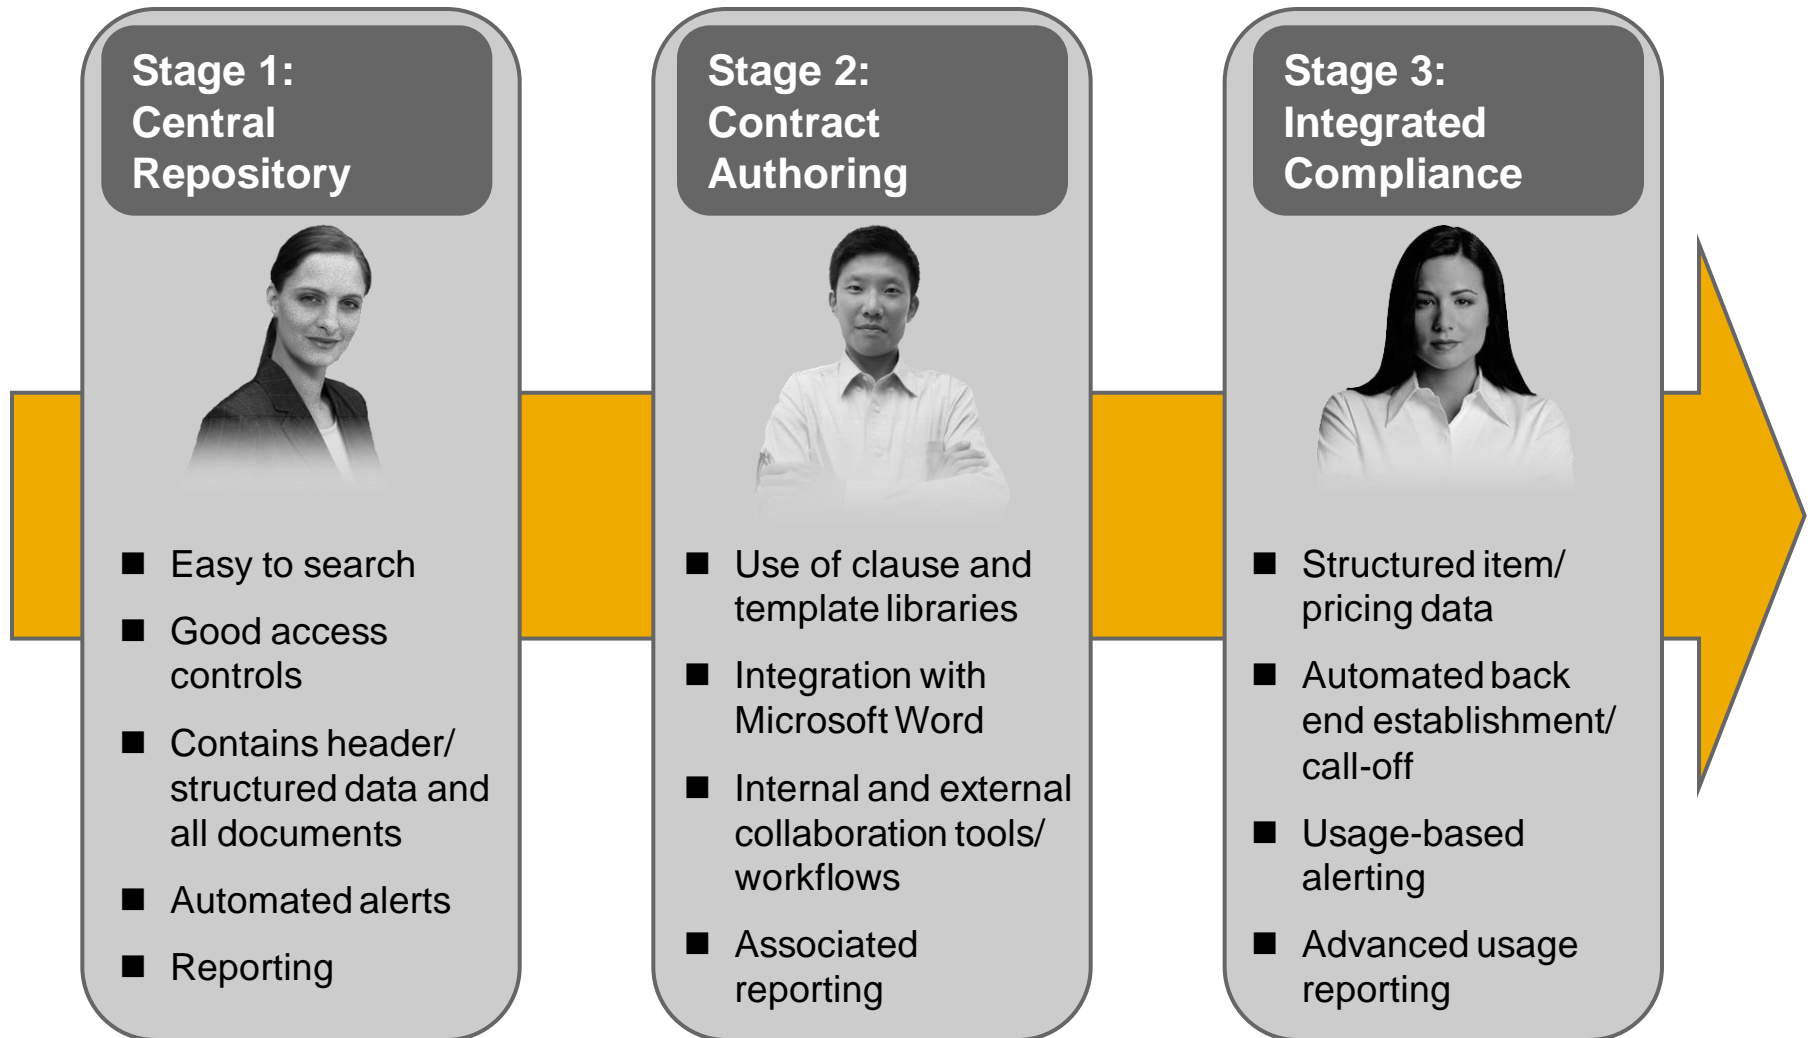 Stage 1:
Central
Repository
Easy to search
Good access
controls
Contains header/
structured data and
all documents
Automated alerts
Reporting
Stage 2:
Contract
Authoring
Use of clause and
template libraries
Integration with
Microsoft Word
Internal and external
collaboration tools/
workflows
Associated
reporting
Stage 3:
Integrated
Compliance
Structured item/
pricing data
Automated back
end establishment/
call-off
Usage-based
alerting
Advanced usage
reporting